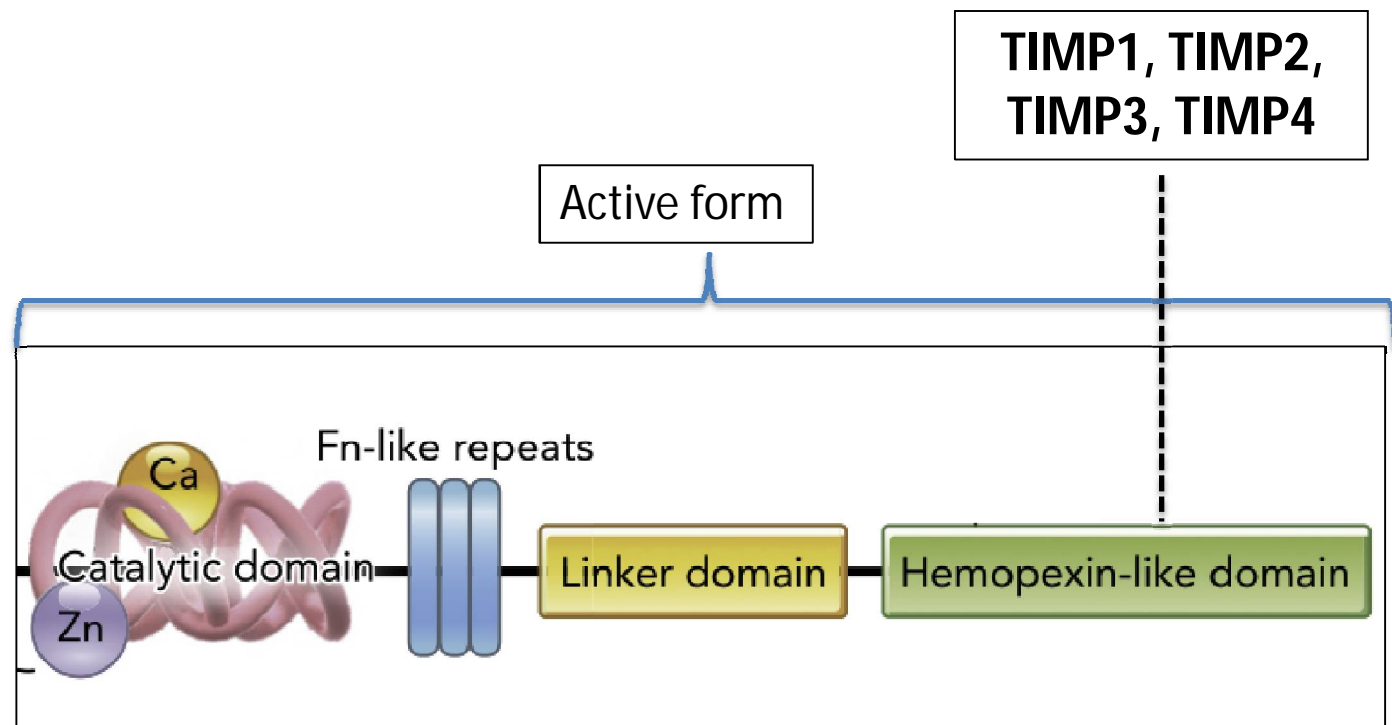 TIMP1, TIMP2,
TIMP3, TIMP4
Active form
Fn-like repeats
Ca
Catalytic domain
Zn
Linker domain
Hemopexin-like domain